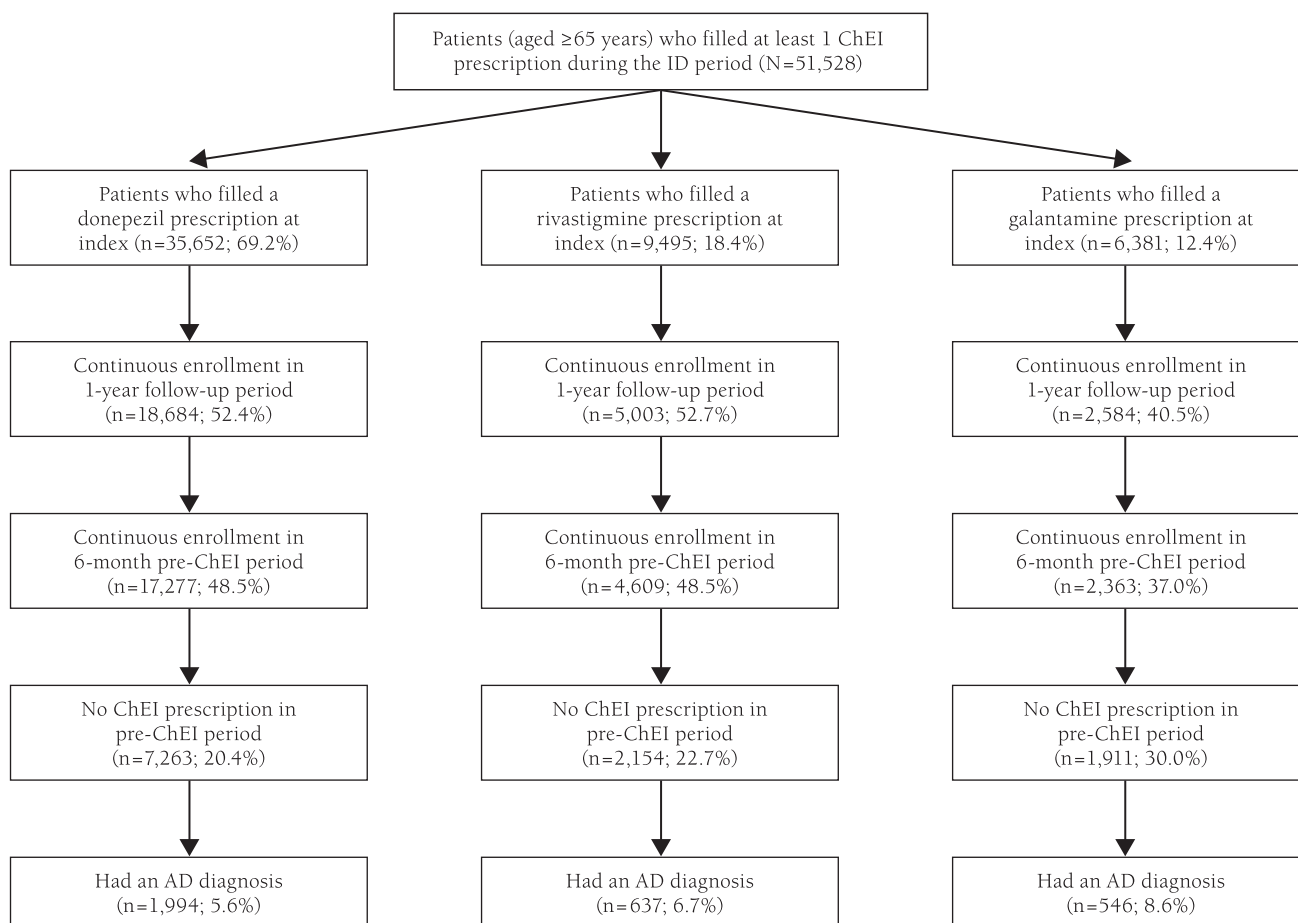 Patients (aged ≥65 years) who filled at least 1 ChEI
prescription during the ID period (N=51,528)
Patients who filled a
donepezil prescription at
index (n=35,652; 69.2%)
Patients who filled a
rivastigmine prescription at
index (n=9,495; 18.4%)
Patients who filled a
galantamine prescription at
index (n=6,381; 12.4%)
Continuous enrollment in
1-year follow-up period
(n=18,684; 52.4%)
Continuous enrollment in
1-year follow-up period
(n=5,003; 52.7%)
Continuous enrollment in
1-year follow-up period
(n=2,584; 40.5%)
Continuous enrollment in
6-month pre-ChEI period
(n=17,277; 48.5%)
Continuous enrollment in
6-month pre-ChEI period
(n=4,609; 48.5%)
Continuous enrollment in
6-month pre-ChEI period
(n=2,363; 37.0%)
No ChEI prescription in
pre-ChEI period
(n=7,263; 20.4%)
No ChEI prescription in
pre-ChEI period
(n=2,154; 22.7%)
No ChEI prescription in
pre-ChEI period
(n=1,911; 30.0%)
Had an AD diagnosis
(n=1,994; 5.6%)
Had an AD diagnosis
(n=637; 6.7%)
Had an AD diagnosis
(n=546; 8.6%)